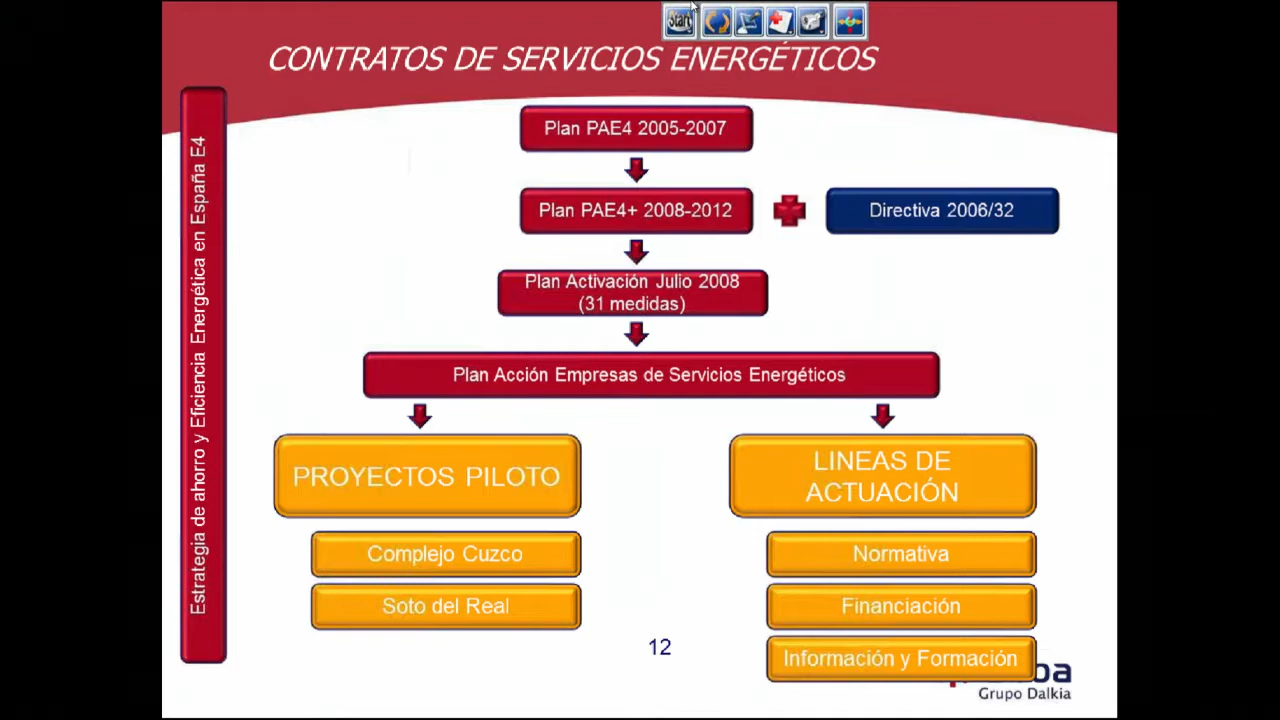 Start
CONTRATOS DE SERVICIOS ENERGÉTICOS
Estrategia de ahorro y Eficiencia Energética en España E4
Plan PAE4 2005-2007
Plan PAE4+ 2008-2012
Directiva 2006/32
Plan Activación Julio 2008
(31 medidas)
Plan Acción Empresas de Servicios Energéticos
PROYECTOS PILOTO
Complejo Cuzco
Soto del Real
LINEAS DE
ACTUACIÓN
Normativa
Financiación
Información y Formación
12
Grupo Dalkia